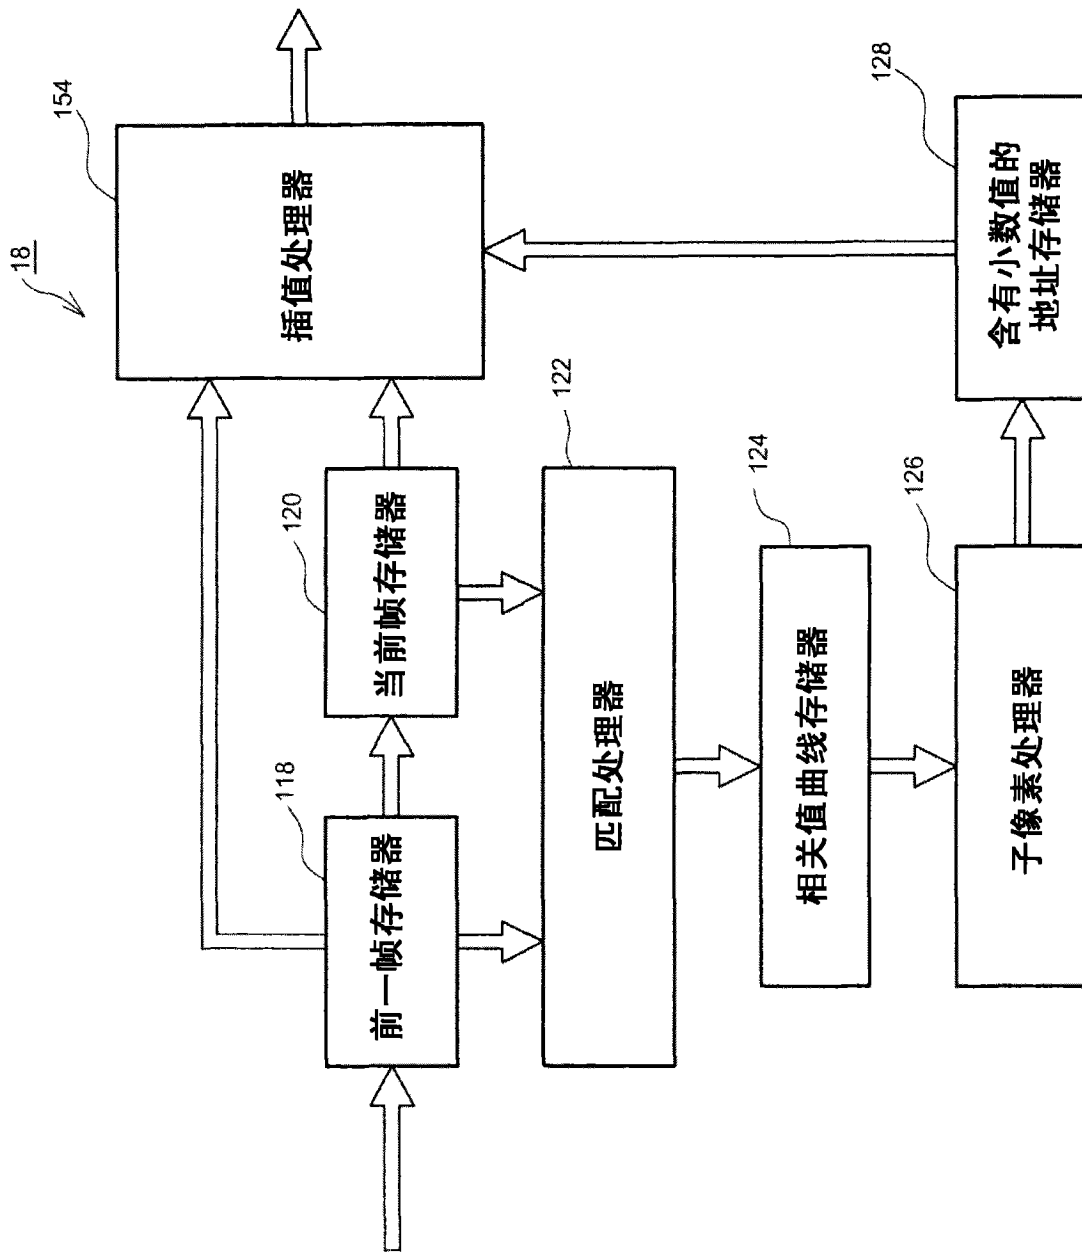 18
154
插值处理器
128
含有小数值的
地址存储器
120
当前帧存储器
122
118
前一帧存储器
匹配处理器
124
相关值曲线存储器
126
子像素处理器